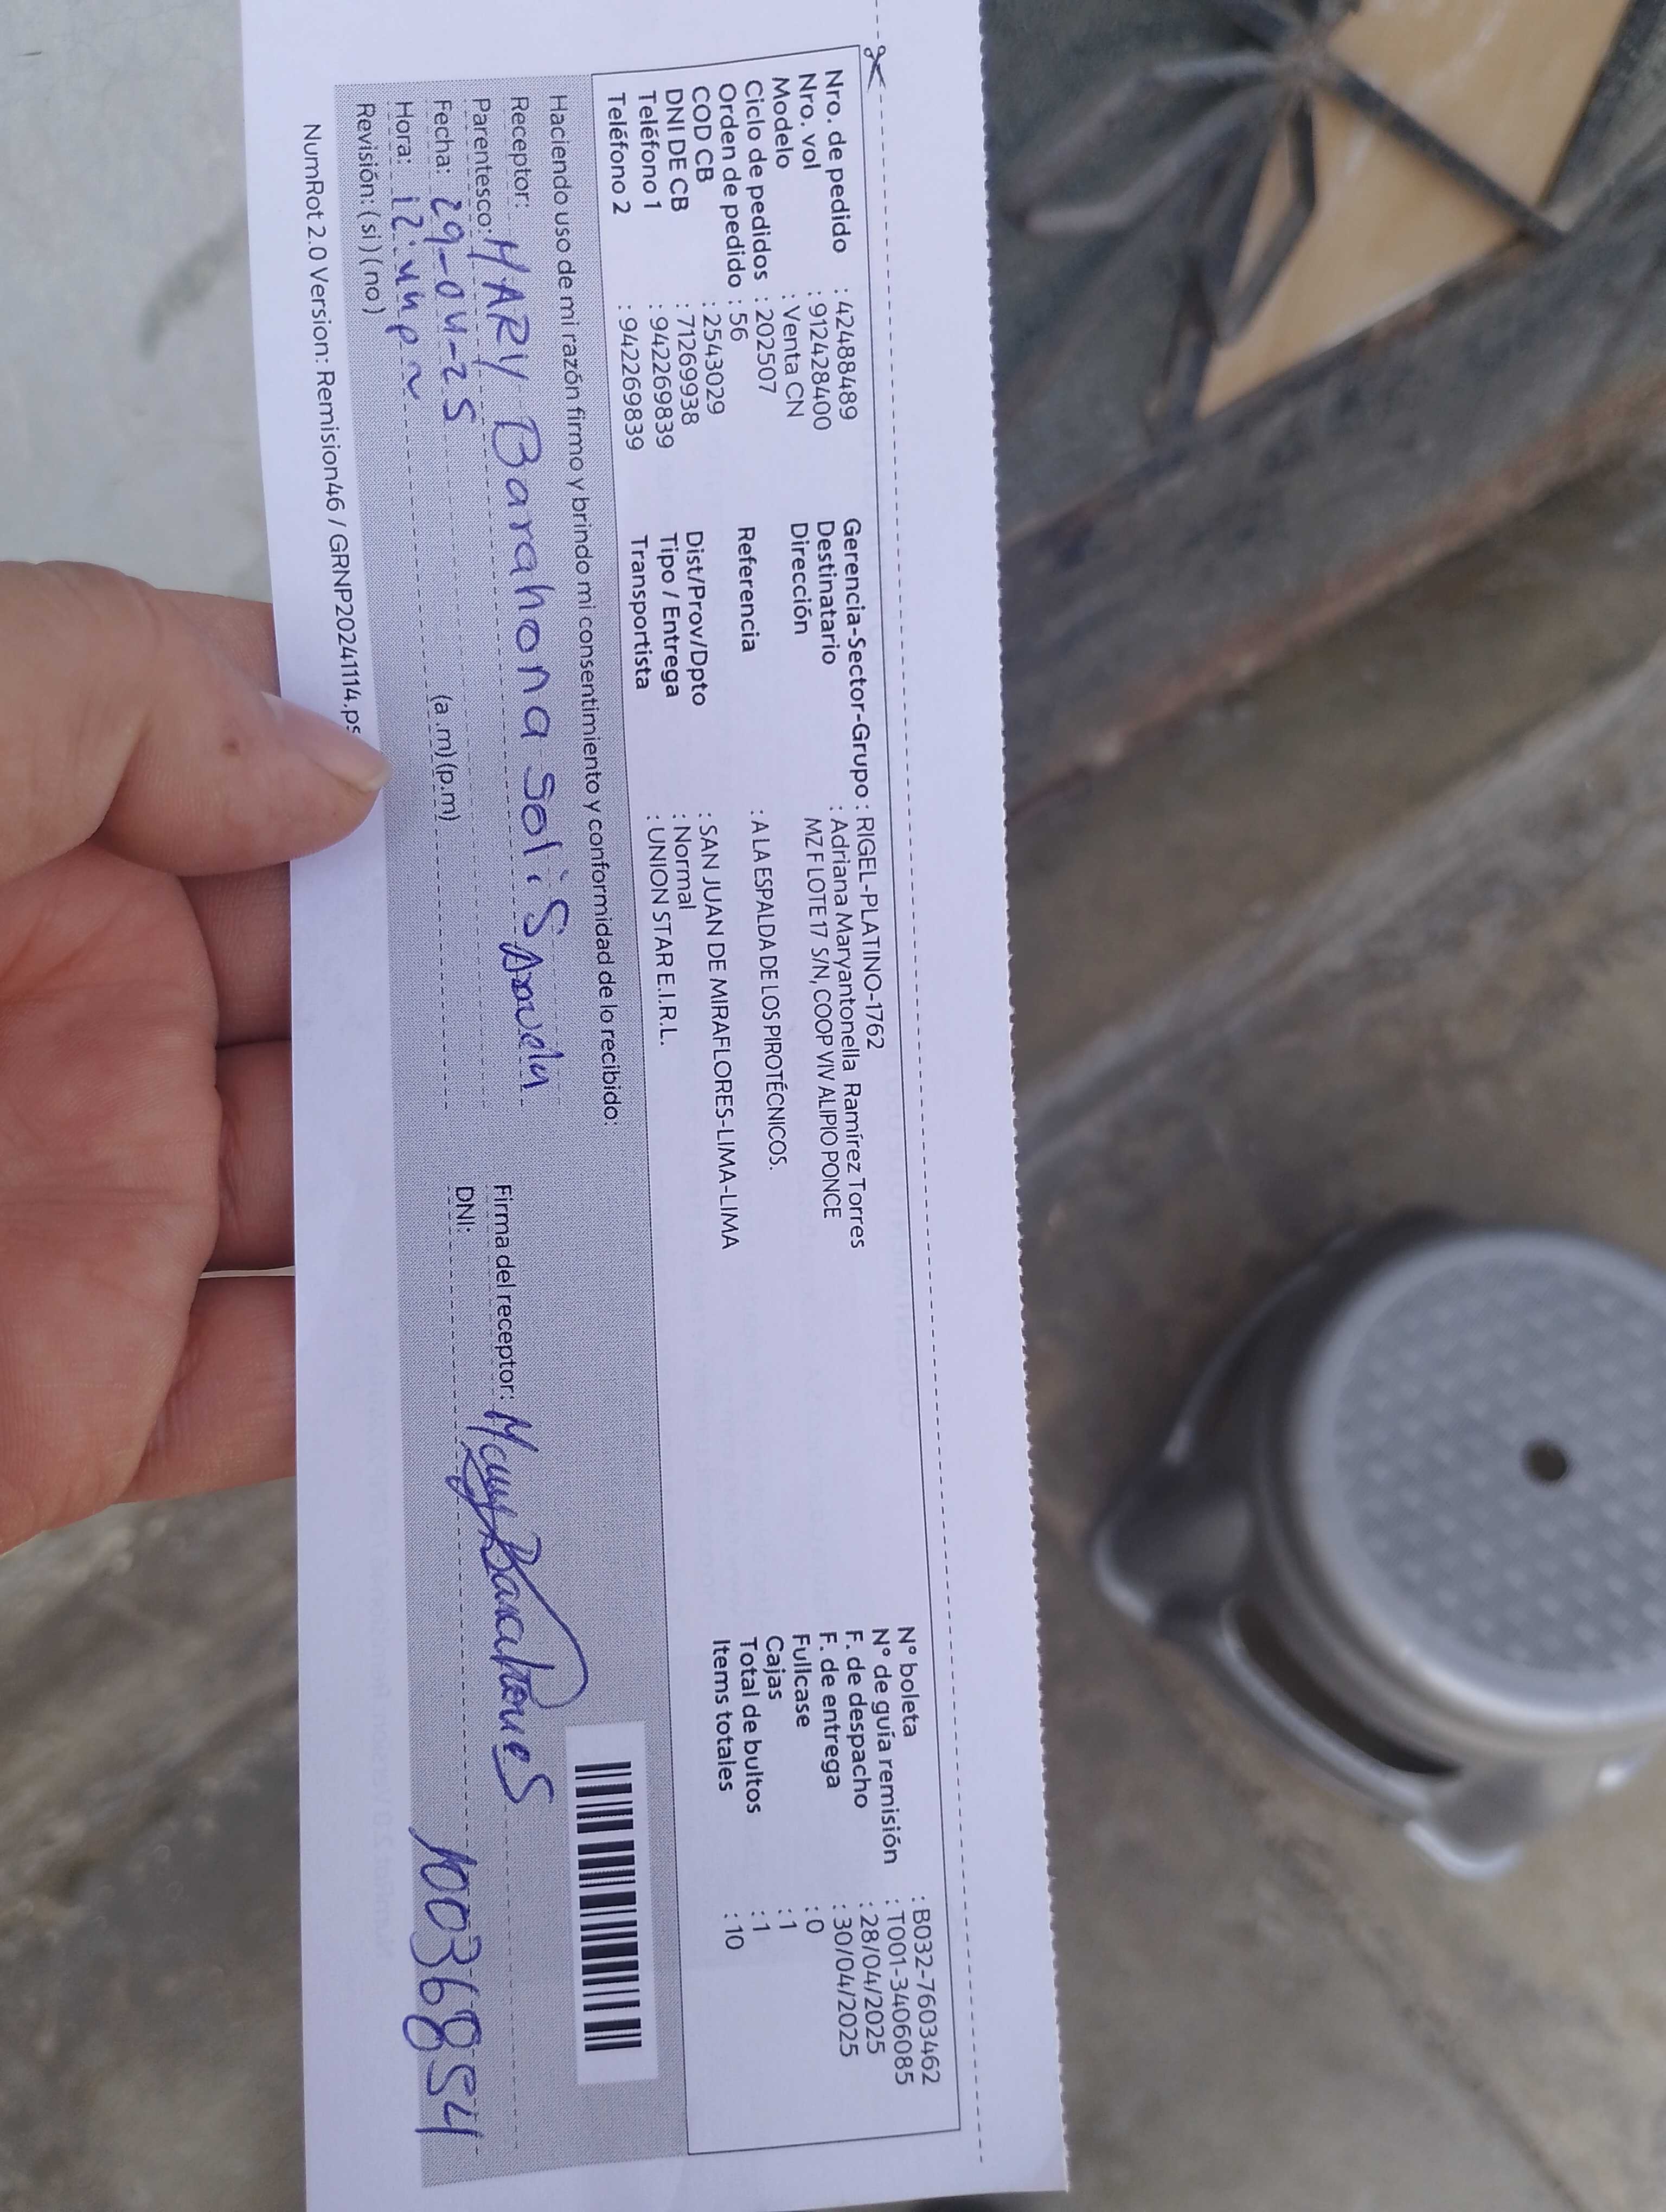 Nro. de pedido : 42488489
Nro. vol : 912428400
Modelo : Venta CN
Ciclo de pedidos : 202507
Orden de pedido : 56
COD CB : 2543029
DNI DE CB : 71269938
Teléfono 1 : 942269839
Teléfono 2 : 942269839
Gerencia-Sector-Grupo : RIGEL-PLATINO-1762
Destinatario : Adriana Maryantonella Ramírez Torres
Dirección MZ F LOTE 17 S/N, COOP VIV ALIPIO PONCE
Referencia : A LA ESPALDA DE LOS PIROTÉCNICOS.
Dist/Prov/Dpto : SAN JUAN DE MIRAFLORES-LIMA-LIMA
Tipo / Entrega : Normal
Transportista : UNION STAR E.I.R.L.
N° boleta : B032-7603462
N° de guía remisión : T001-3406085
F. de despacho : 28/04/2025
F. de entrega : 30/04/2025
Fullcase : 0
Cajas : 1
Total de bultos : 1
Items totales : 10
Haciendo uso de mi razón firmo y brindo mi consentimiento y conformidad de lo recibido:
Receptor: MARY Barahona Solis
Parentesco:
Fecha: 29-04-25
Hora: (a.m) (p.m)
Revisión: (si) (no)
Firma del receptor: Mary Barahona S
DNI: 10036854
NumRot 2.0 Version: Remision46 / GRNP20241114.ps